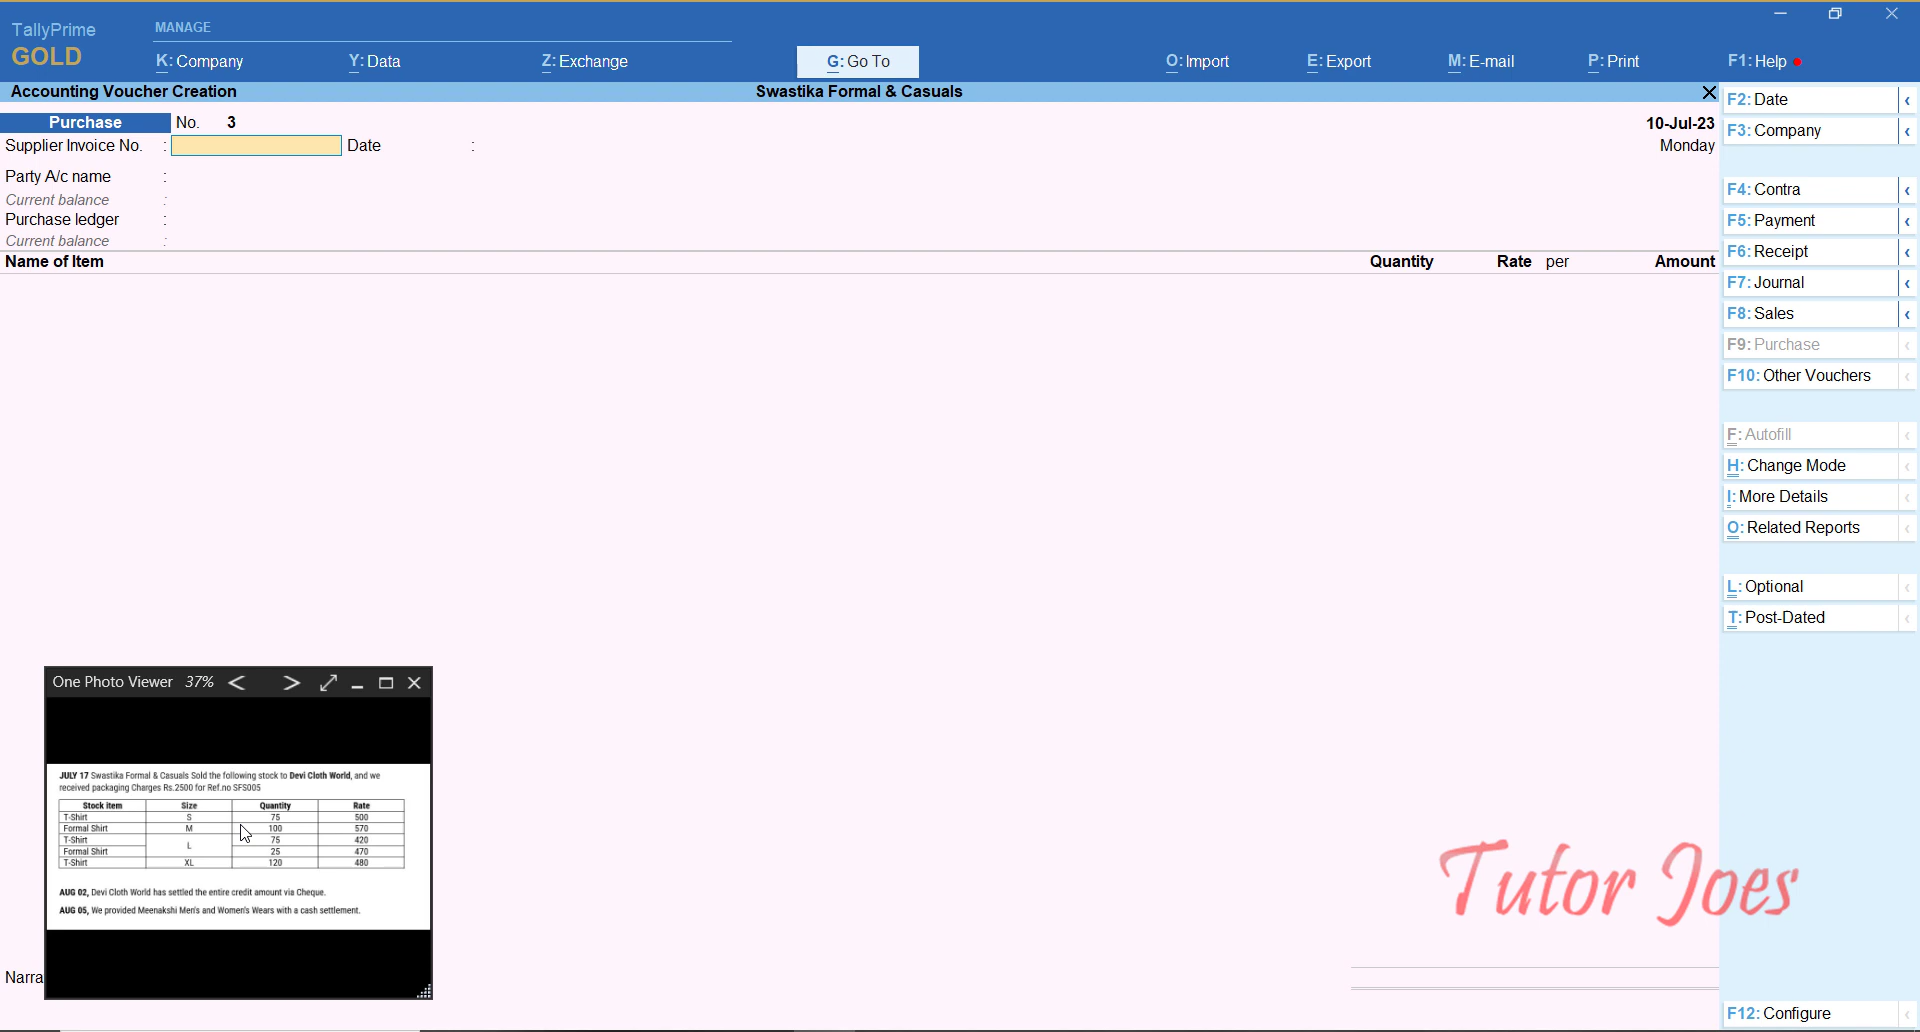 TallyPrime
GOLD
MANAGE
K: Company
Y: Data
Z: Exchange
G: Go To
O: Import
E: Export
M: E-mail
P: Print
F1: Help
Accounting Voucher Creation
Swastika Formal & Casuals
Purchase No. 3
10-Jul-23
Supplier Invoice No. : Date :
Monday
Party A/c name :
Current balance :
Purchase ledger :
Current balance :
Name of Item Quantity Rate per Amount
F2: Date
F3: Company
F4: Contra
F5: Payment
F6: Receipt
F7: Journal
F8: Sales
F9: Purchase
F10: Other Vouchers
F: Autofill
H: Change Mode
I: More Details
O: Related Reports
L: Optional
T: Post-Dated
One Photo Viewer 37%
JULY 17 Swastika Formal & Casuals Sold the following stock to Devi Cloth World, and we
received packaging Charges Rs.2500 for Ref.no SFS005
Stock item Size Quantity Rate
T-Shirt S 75 500
Formal Shirt M 100 570
T-Shirt 75 420
L
Formal Shirt 25 470
T-Shirt XL 120 480
AUG 02, Devi Cloth World has settled the entire credit amount via Cheque.
AUG 05, We provided Meenakshi Men's and Women's Wears with a cash settlement.
Tutor Joes
Narra
F12: Configure